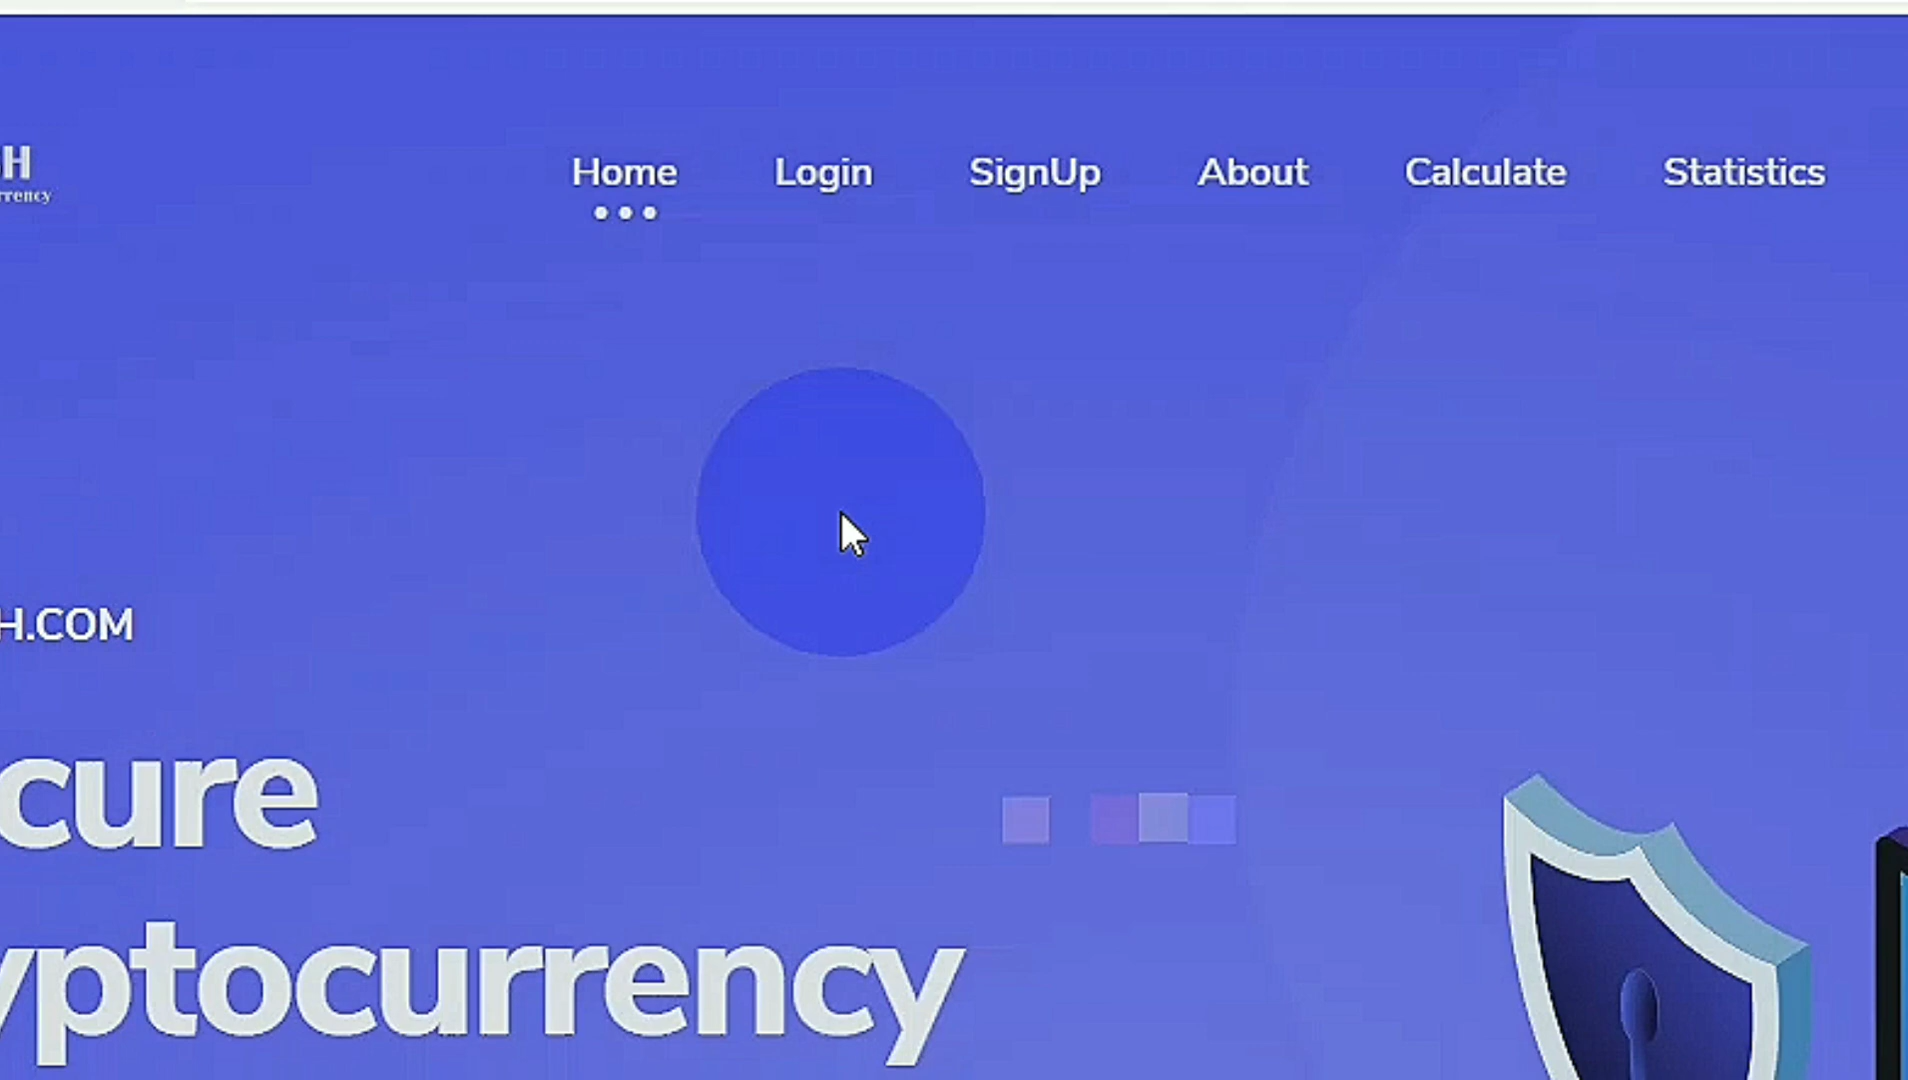 H
rrency
Home Login SignUp About Calculate Statistics
H.COM
cure
yptocurrency